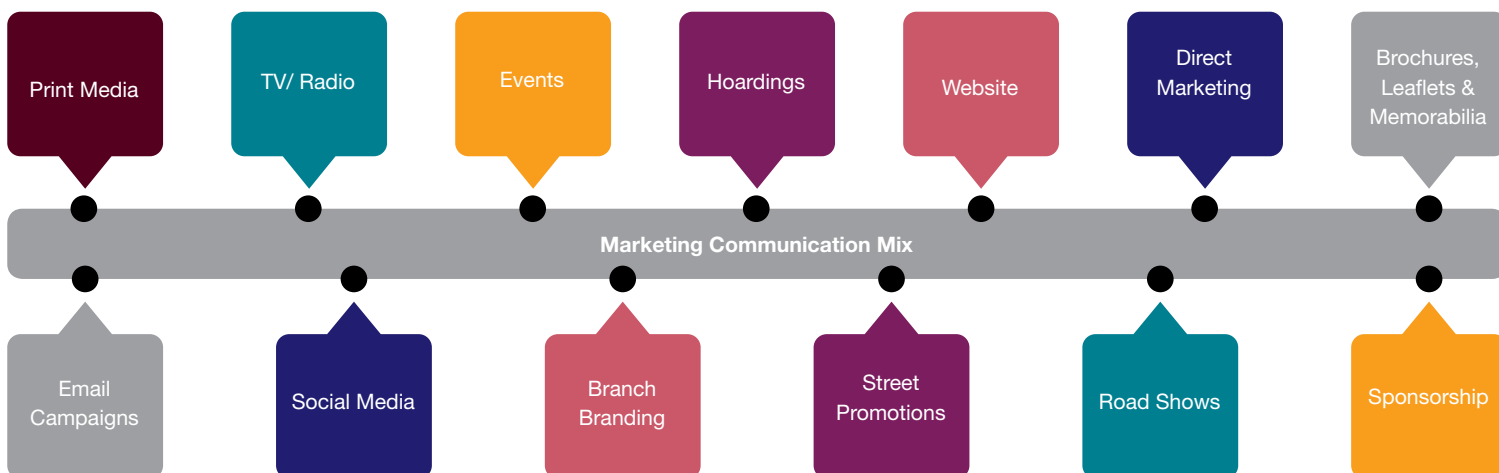 Print Media
TV/ Radio
Events
Hoardings
Website
Direct
Marketing
Brochures,
Leaflets &
Memorabilia
Marketing Communication Mix
Email
Campaigns
Social Media
Branch
Branding
Street
Promotions
Road Shows
Sponsorship